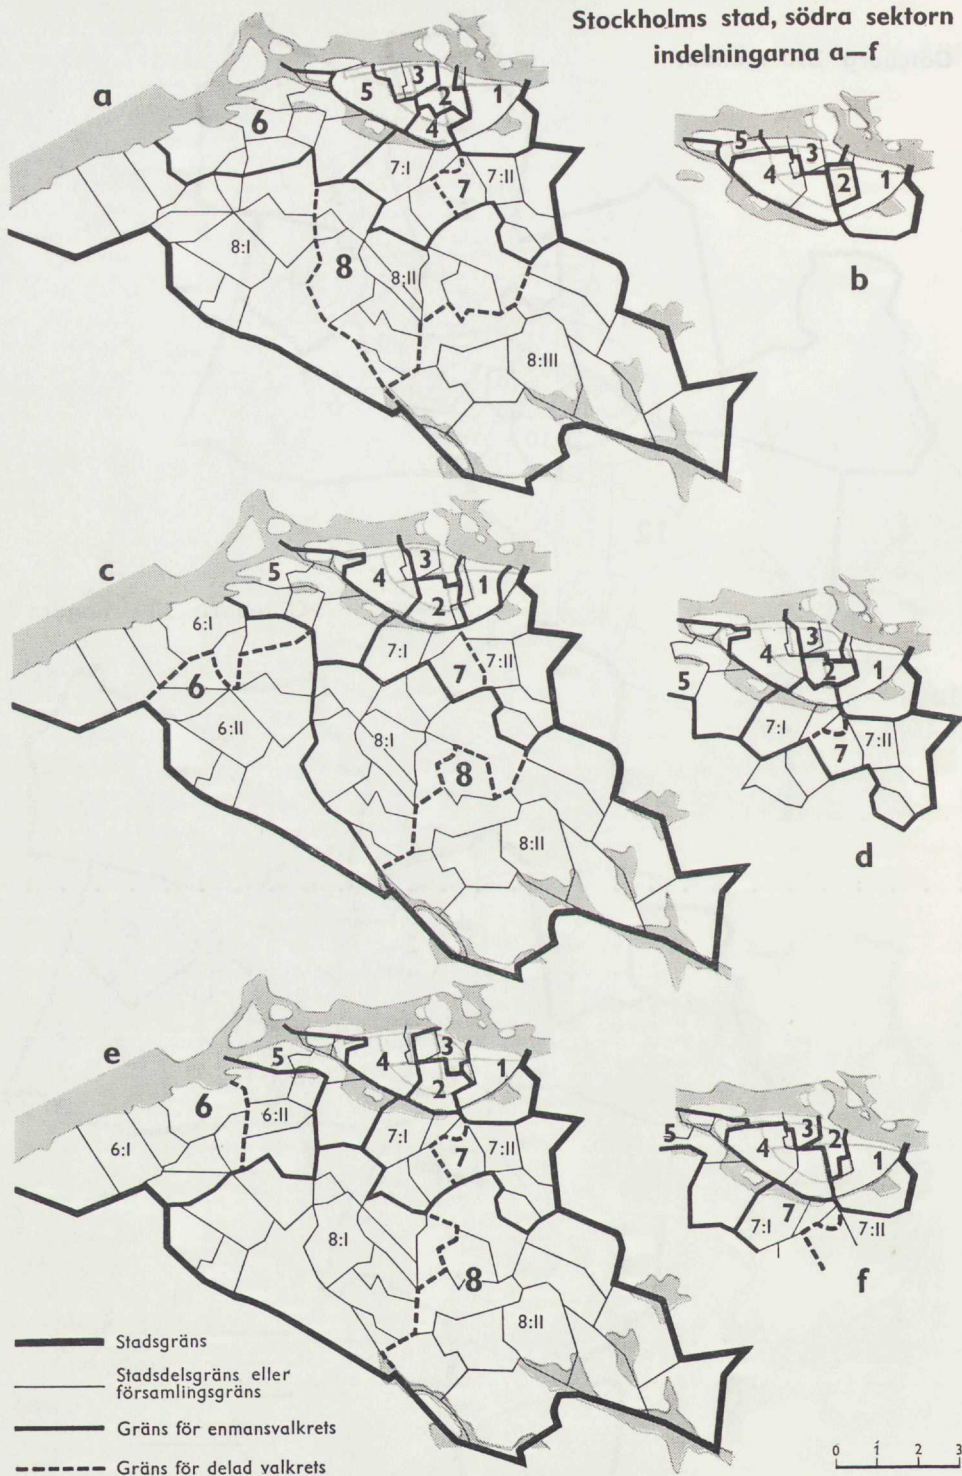 Stockholms stad, södra sektorn
indelningarna a—f
a
6
5
3
2
1
4
7:I
7
7:II
8:I
8
8:II
8:III
b
5
3
4
2
1
c
5
4
3
1
2
6:I
6
6:II
7:I
7
7:II
8:I
8
8:II
d
3
4
2
1
5
7:I
7
7:II
e
5
4
3
1
2
6
6:I
6:II
7:I
7
7:II
8:I
8
8:II
f
5
3
2
4
1
7
7:I
7:II
Stadsgräns
Stadsdelsgräns eller
församlingsgräns
Gräns för enmansvalkrets
Gräns för delad valkrets
0 1 2 3